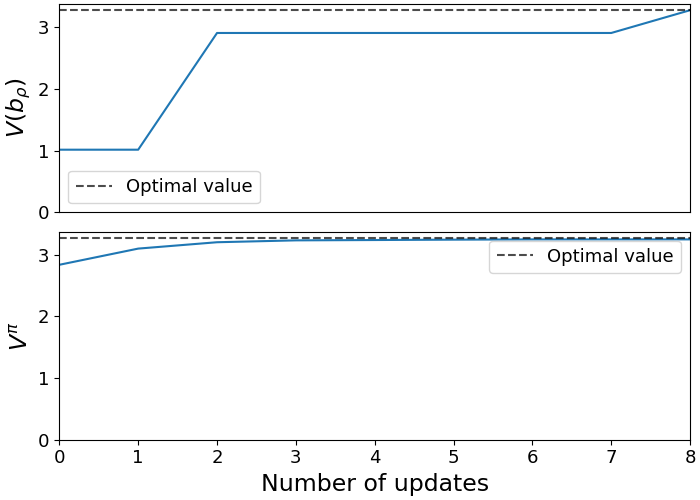 3
2
1
0
V(b_ρ)
Optimal value
3
2
1
0
V^π
Optimal value
0 1 2 3 4 5 6 7 8
Number of updates